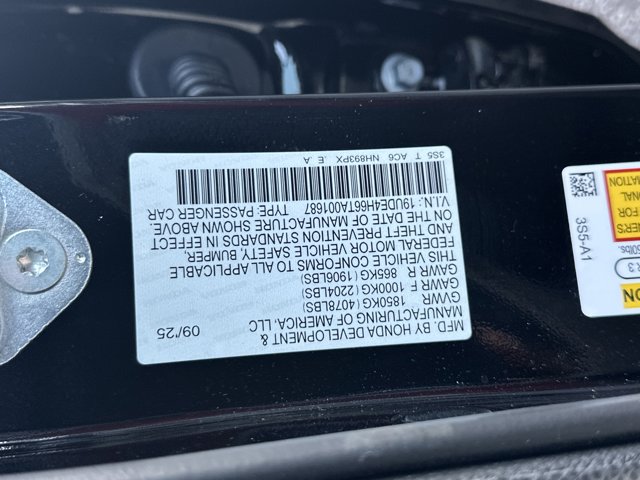 MFD. BY HONDA DEVELOPMENT &
MANUFACTURING OF AMERICA, LLC
09/'25
GVWR 1850KG (4078LBS)
GAWR F 1000KG (2204LBS)
GAWR R 865KG (1906LBS)
THIS VEHICLE CONFORMS TO ALL APPLICABLE
FEDERAL MOTOR VEHICLE SAFETY, BUMPER,
AND THEFT PREVENTION STANDARDS IN EFFECT
ON THE DATE OF MANUFACTURE SHOWN ABOVE.
V.I.N.: 19UDE4H66TA001687 TYPE:PASSENGER CAR
3S5 T AC6 NH893PX E A
3S5-A1